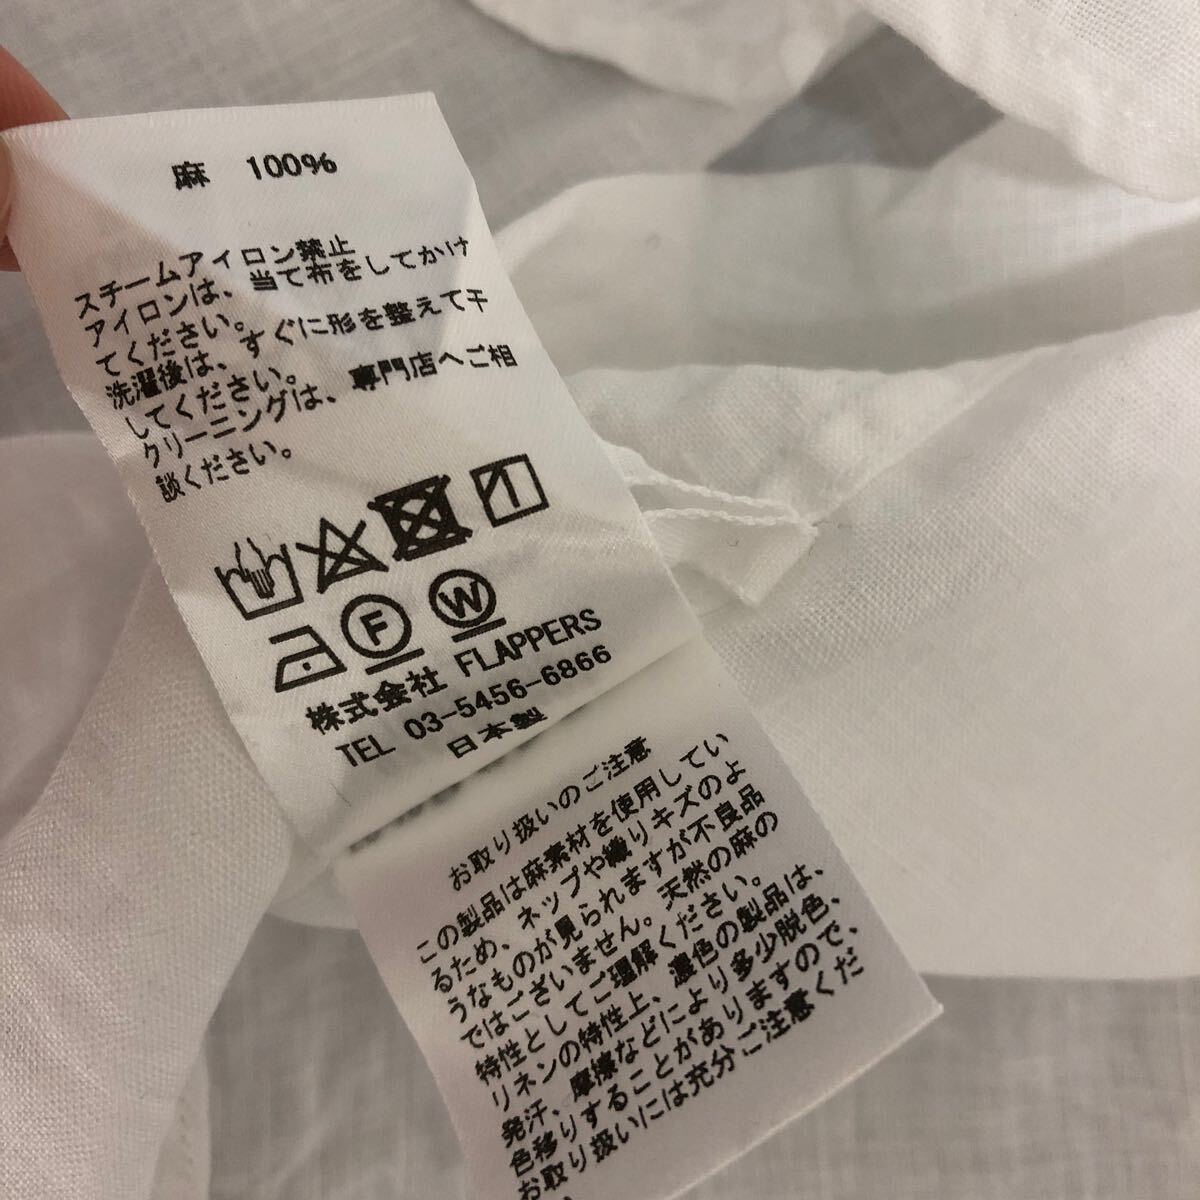 麻 100%
スチームアイロン禁止
アイロンは、当て布をしてかけ
てください。
洗濯後は、すぐに形を整えて干
してください。
クリーニングは、専門店へご相
談ください。
F W
株式会社 FLAPPERS
TEL 03-5456-6866
日本製
お取り扱いのご注意
この製品は麻素材を使用してい
るため、ネップや織りキズのよ
うなものが見られますが不良品
ではございません。天然の麻の
特性としてご理解ください。
リネンの特性上、濃色の製品は、
発汗、摩擦などにより多少脱色、
色移りすることがありますので、
お取り扱いには充分ご注意くだ